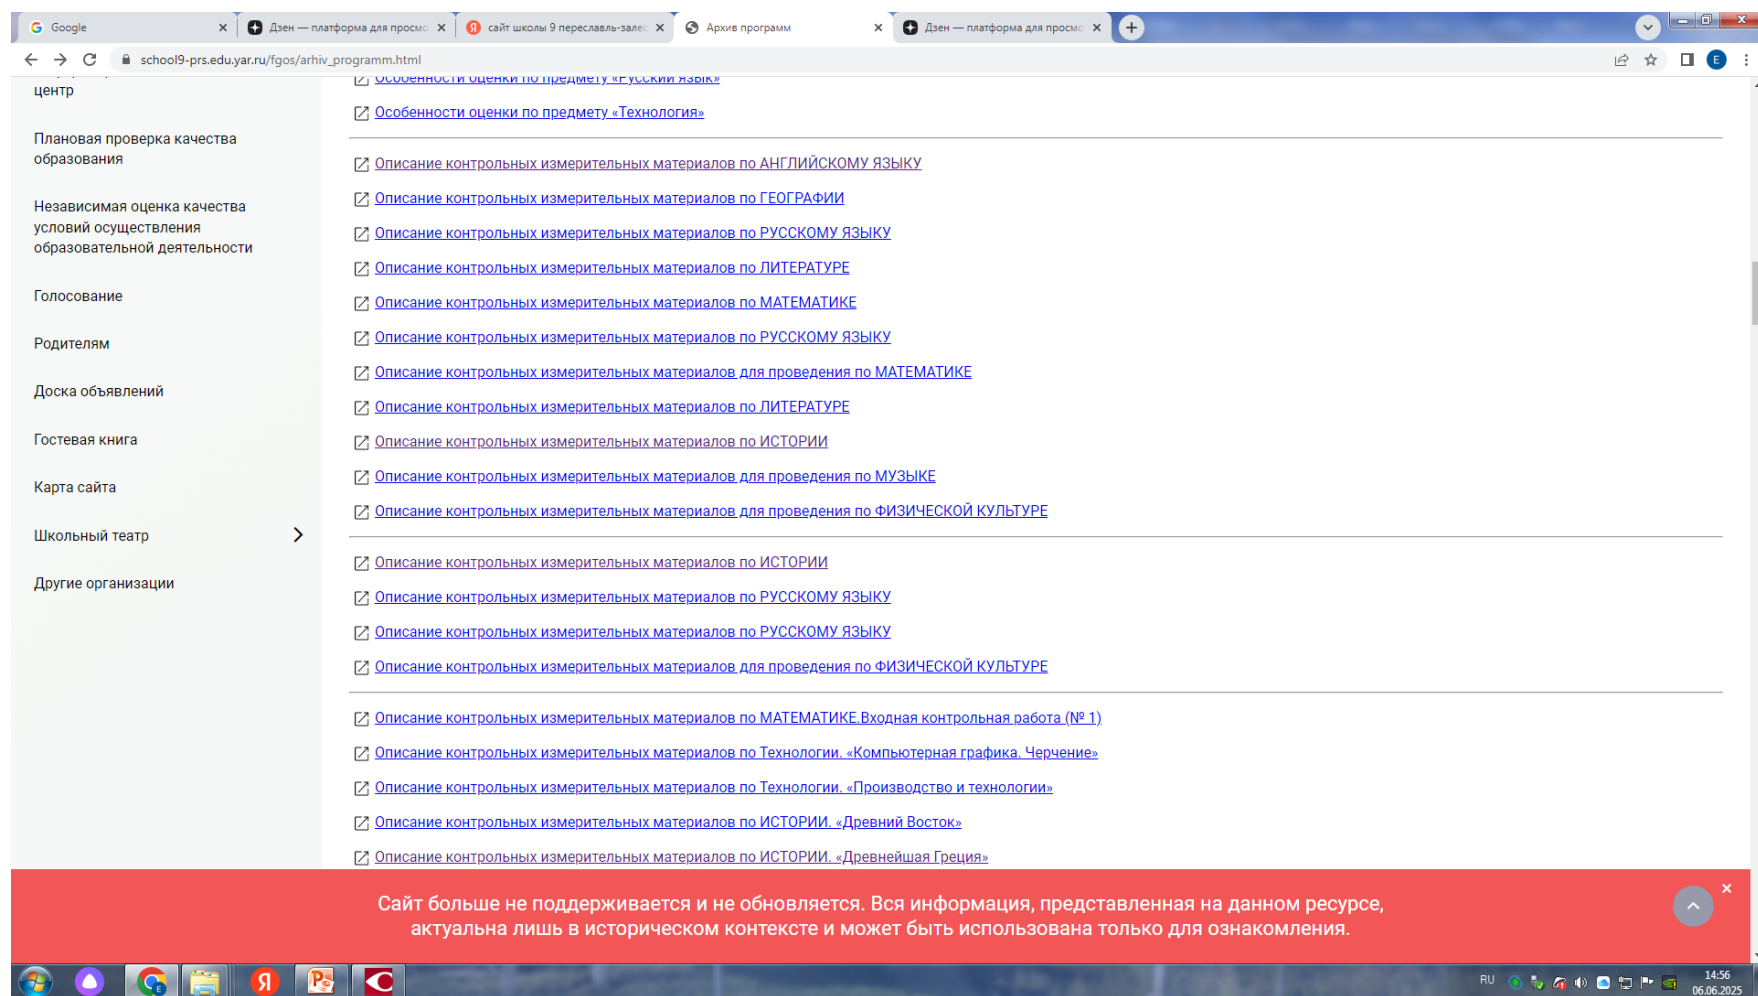 Google
Дзен — платформа для просмо
сайт школы 9 переславль-залес
Архив программ
Дзен — платформа для просмо
school9-prs.edu.yar.ru/fgos/arhiv_programm.html
E
центр
Плановая проверка качества
образования
Независимая оценка качества
условий осуществления
образовательной деятельности
Голосование
Родителям
Доска объявлений
Гостевая книга
Карта сайта
Школьный театр
Другие организации
Особенности оценки по предмету «Русский язык»
Особенности оценки по предмету «Технология»
Описание контрольных измерительных материалов по АНГЛИЙСКОМУ ЯЗЫКУ
Описание контрольных измерительных материалов по ГЕОГРАФИИ
Описание контрольных измерительных материалов по РУССКОМУ ЯЗЫКУ
Описание контрольных измерительных материалов по ЛИТЕРАТУРЕ
Описание контрольных измерительных материалов по МАТЕМАТИКЕ
Описание контрольных измерительных материалов по РУССКОМУ ЯЗЫКУ
Описание контрольных измерительных материалов для проведения по МАТЕМАТИКЕ
Описание контрольных измерительных материалов по ЛИТЕРАТУРЕ
Описание контрольных измерительных материалов по ИСТОРИИ
Описание контрольных измерительных материалов для проведения по МУЗЫКЕ
Описание контрольных измерительных материалов для проведения по ФИЗИЧЕСКОЙ КУЛЬТУРЕ
Описание контрольных измерительных материалов по ИСТОРИИ
Описание контрольных измерительных материалов по РУССКОМУ ЯЗЫКУ
Описание контрольных измерительных материалов по РУССКОМУ ЯЗЫКУ
Описание контрольных измерительных материалов для проведения по ФИЗИЧЕСКОЙ КУЛЬТУРЕ
Описание контрольных измерительных материалов по МАТЕМАТИКЕ.Входная контрольная работа (№ 1)
Описание контрольных измерительных материалов по Технологии. «Компьютерная графика. Черчение»
Описание контрольных измерительных материалов по Технологии. «Производство и технологии»
Описание контрольных измерительных материалов по ИСТОРИИ. «Древний Восток»
Описание контрольных измерительных материалов по ИСТОРИИ. «Древнейшая Греция»
Сайт больше не поддерживается и не обновляется. Вся информация, представленная на данном ресурсе,
актуальна лишь в историческом контексте и может быть использована только для ознакомления.
RU
14:56
06.06.2025